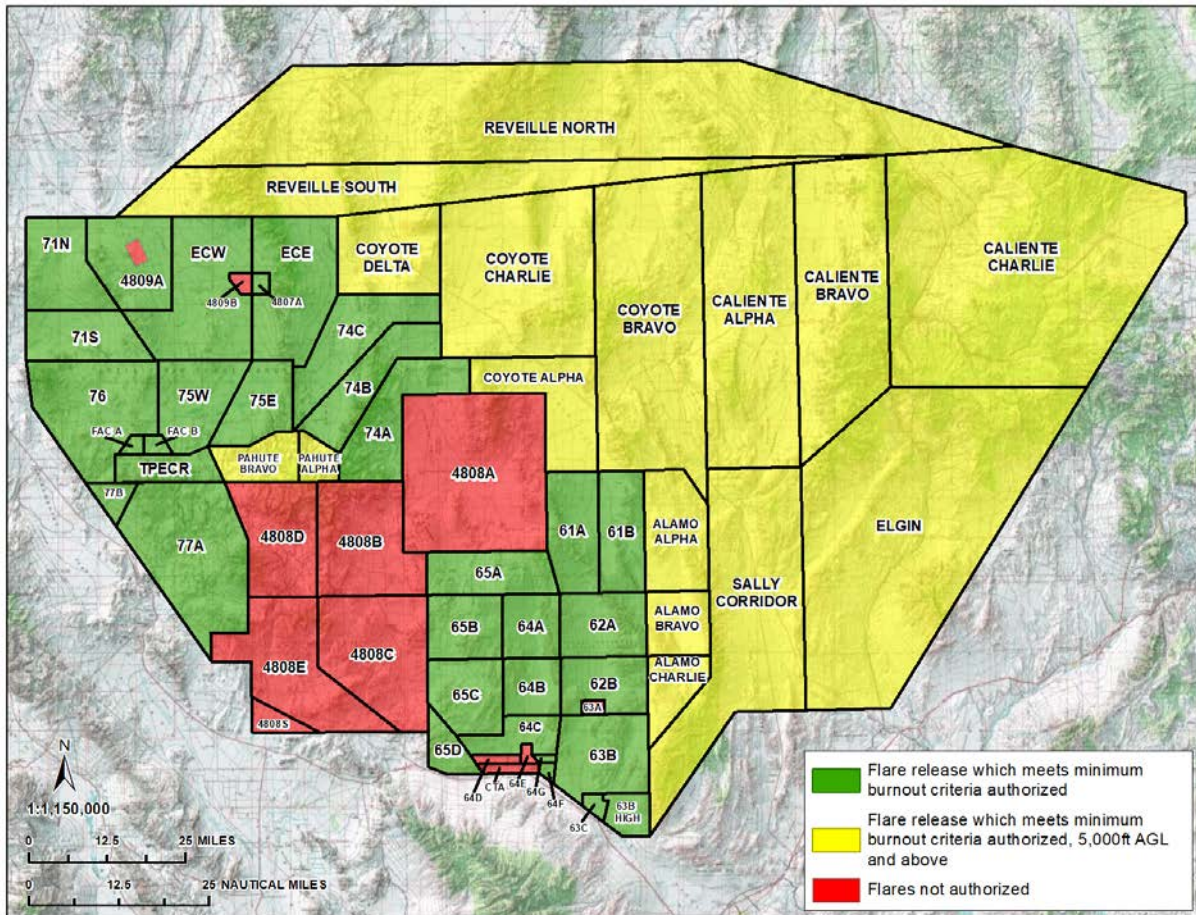 REVEILLE NORTH
REVEILLE SOUTH
71N
4809A
ECW
ECE
COYOTE
DELTA
COYOTE
CHARLIE
CALIENTE
CHARLIE
CALIENTE
BRAVO
4809B
4807A
COYOTE
BRAVO
CALIENTE
ALPHA
71S
74C
76
75W
75E
74B
COYOTE ALPHA
FAC A
FAC B
74A
TPECR
PAHUTE
BRAVO
PAHUTE
ALPHA
4808A
77B
77A
4808D
4808B
61A
61B
ALAMO
ALPHA
ELGIN
65A
SALLY
CORRIDOR
65B
64A
62A
ALAMO
BRAVO
4808E
4808C
65C
64B
62B
ALAMO
CHARLIE
63A
4808S
64C
65D
63B
64D
CTA
64E
64G
64F
63C
63B
HIGH
N
1:1,150,000
0 12.5 25 MILES
0 12.5 25 NAUTICAL MILES
Flare release which meets minimum
burnout criteria authorized
Flare release which meets minimum
burnout criteria authorized, 5,000ft AGL
and above
Flares not authorized